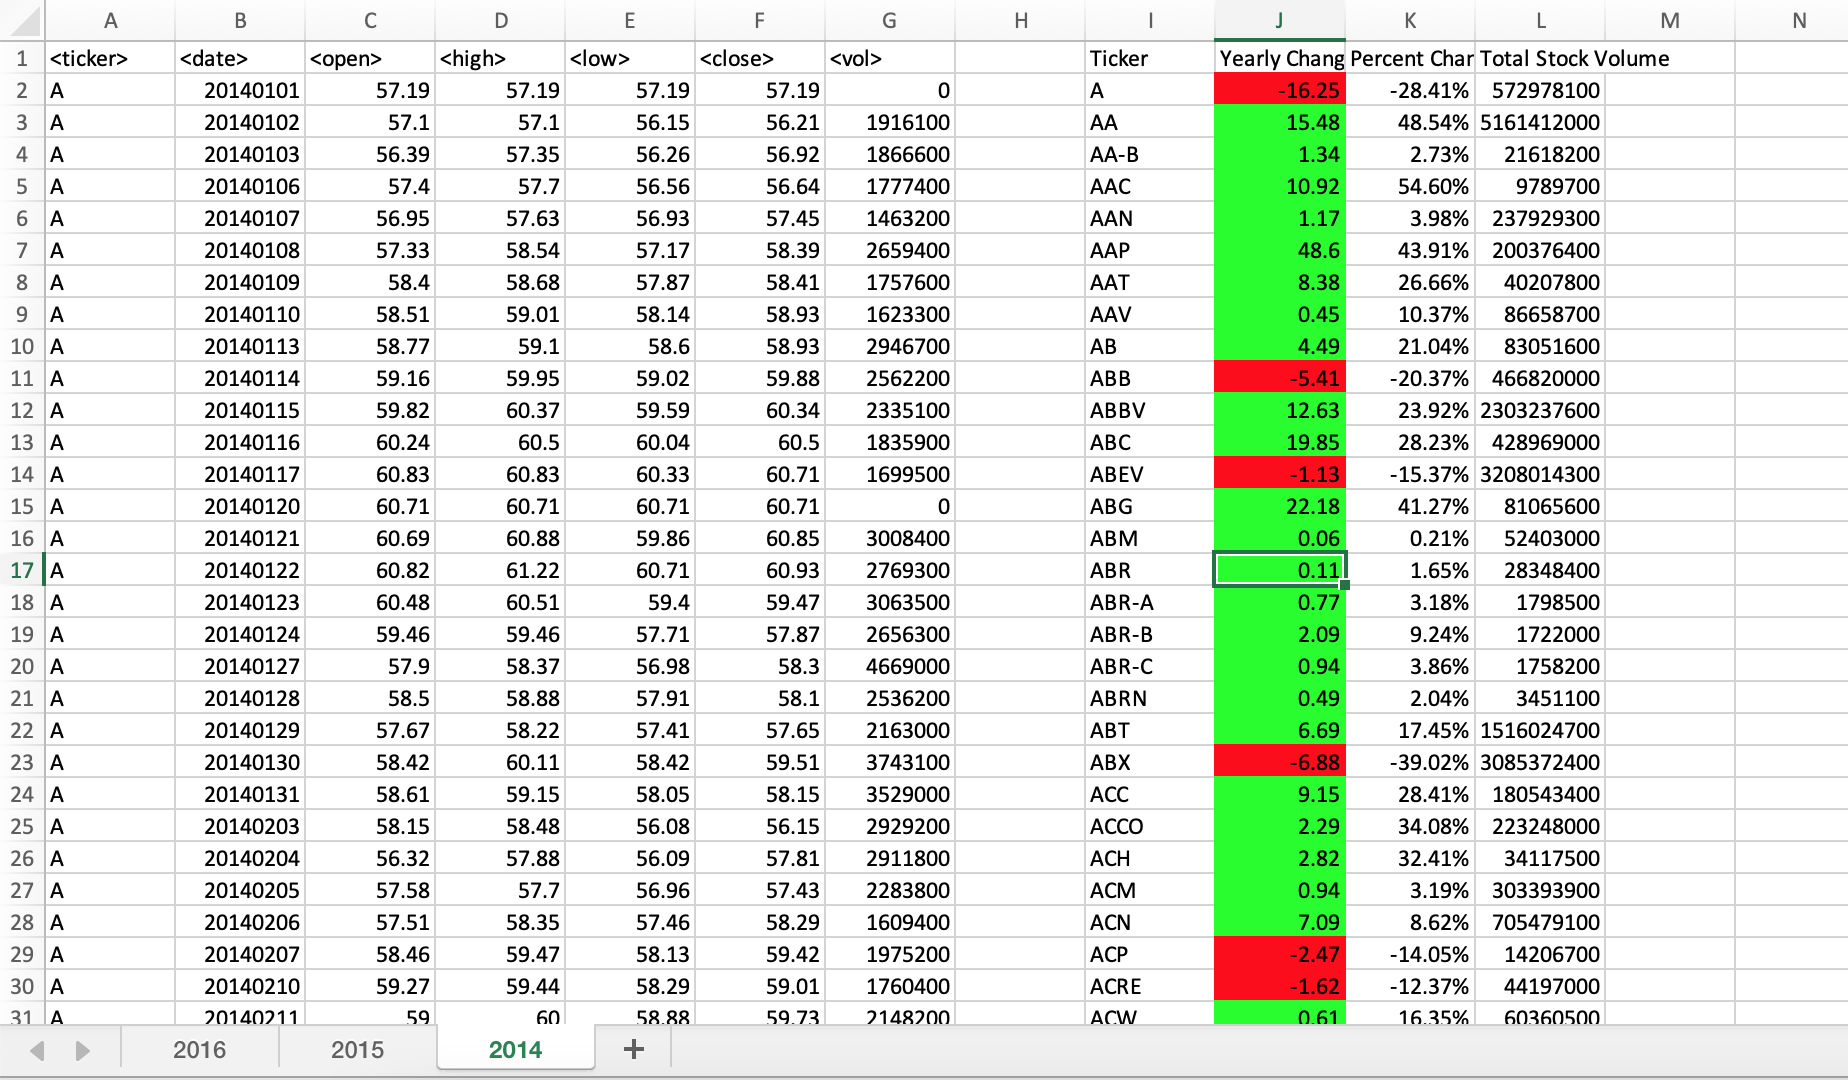 A B C D E F G H I J K L M N
1 <ticker> <date> <open> <high> <low> <close> <vol> Ticker Yearly Chang Percent Char Total Stock Volume
2 A 20140101 57.19 57.19 57.19 57.19 0 A -16.25 -28.41% 572978100
3 A 20140102 57.1 57.1 56.15 56.21 1916100 AA 15.48 48.54% 5161412000
4 A 20140103 56.39 57.35 56.26 56.92 1866600 AA-B 1.34 2.73% 21618200
5 A 20140106 57.4 57.7 56.56 56.64 1777400 AAC 10.92 54.60% 9789700
6 A 20140107 56.95 57.63 56.93 57.45 1463200 AAN 1.17 3.98% 237929300
7 A 20140108 57.33 58.54 57.17 58.39 2659400 AAP 48.6 43.91% 200376400
8 A 20140109 58.4 58.68 57.87 58.41 1757600 AAT 8.38 26.66% 40207800
9 A 20140110 58.51 59.01 58.14 58.93 1623300 AAV 0.45 10.37% 86658700
10 A 20140113 58.77 59.1 58.6 58.93 2946700 AB 4.49 21.04% 83051600
11 A 20140114 59.16 59.95 59.02 59.88 2562200 ABB -5.41 -20.37% 466820000
12 A 20140115 59.82 60.37 59.59 60.34 2335100 ABBV 12.63 23.92% 2303237600
13 A 20140116 60.24 60.5 60.04 60.5 1835900 ABC 19.85 28.23% 428969000
14 A 20140117 60.83 60.83 60.33 60.71 1699500 ABEV -1.13 -15.37% 3208014300
15 A 20140120 60.71 60.71 60.71 60.71 0 ABG 22.18 41.27% 81065600
16 A 20140121 60.69 60.88 59.86 60.85 3008400 ABM 0.06 0.21% 52403000
17 A 20140122 60.82 61.22 60.71 60.93 2769300 ABR 0.11 1.65% 28348400
18 A 20140123 60.48 60.51 59.4 59.47 3063500 ABR-A 0.77 3.18% 1798500
19 A 20140124 59.46 59.46 57.71 57.87 2656300 ABR-B 2.09 9.24% 1722000
20 A 20140127 57.9 58.37 56.98 58.3 4669000 ABR-C 0.94 3.86% 1758200
21 A 20140128 58.5 58.88 57.91 58.1 2536200 ABRN 0.49 2.04% 3451100
22 A 20140129 57.67 58.22 57.41 57.65 2163000 ABT 6.69 17.45% 1516024700
23 A 20140130 58.42 60.11 58.42 59.51 3743100 ABX -6.88 -39.02% 3085372400
24 A 20140131 58.61 59.15 58.05 58.15 3529000 ACC 9.15 28.41% 180543400
25 A 20140203 58.15 58.48 56.08 56.15 2929200 ACCO 2.29 34.08% 223248000
26 A 20140204 56.32 57.88 56.09 57.81 2911800 ACH 2.82 32.41% 34117500
27 A 20140205 57.58 57.7 56.96 57.43 2283800 ACM 0.94 3.19% 303393900
28 A 20140206 57.51 58.35 57.46 58.29 1609400 ACN 7.09 8.62% 705479100
29 A 20140207 58.46 59.47 58.13 59.42 1975200 ACP -2.47 -14.05% 14206700
30 A 20140210 59.27 59.44 58.29 59.01 1760400 ACRE -1.62 -12.37% 44197000
31 A 20140211 59 60 58.88 59.73 2148200 ACW 0.61 16.35% 60360500
2016 2015 2014 +